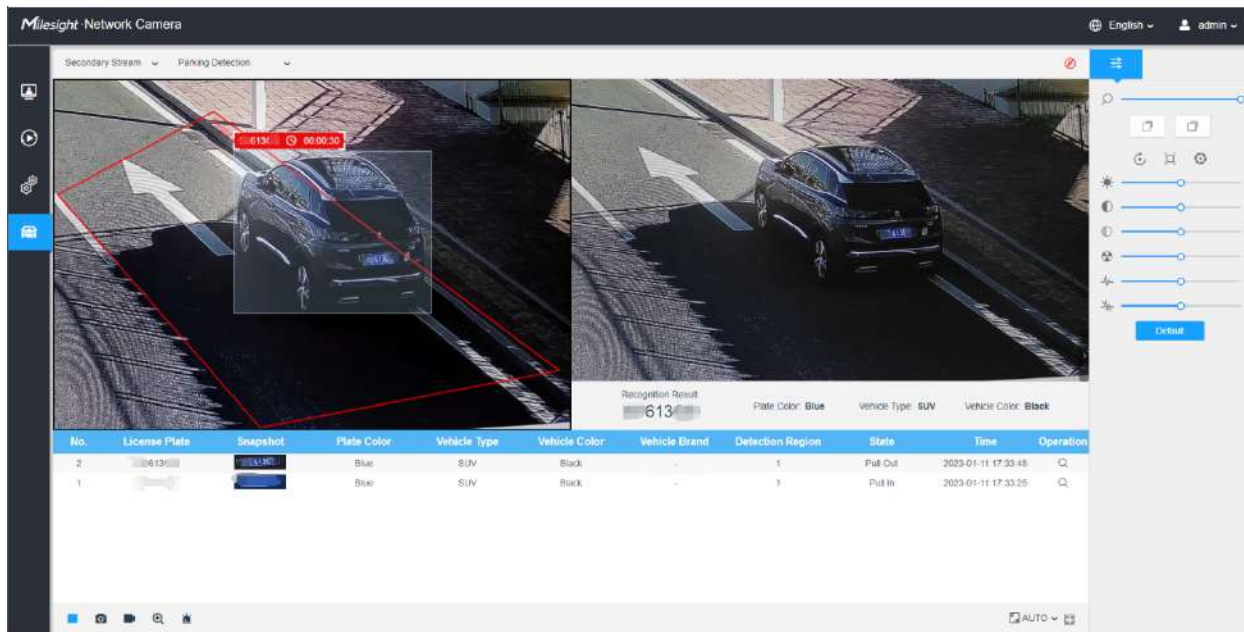 Milesight Network Camera
English
admin
Secondary Stream
Parking Detection
613
00:00:30
Recognition Result
613
Plate Color: Blue
Vehicle Type: SUV
Vehicle Color: Black
No. License Plate Snapshot Plate Color Vehicle Type Vehicle Color Vehicle Brand Detection Region State Time Operation
2 613 Blue SUV Black - 1 Pull Out 2023-01-11 17:33:48
1 Blue SUV Black - 1 Pull In 2023-01-11 17:33:25
Default
AUTO